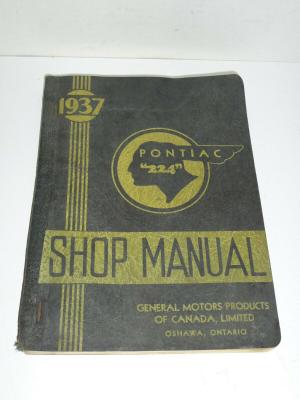 1937
PONTIAC
"224"
SHOP MANUAL
GENERAL MOTORS PRODUCTS
OF CANADA, LIMITED
OSHAWA, ONTARIO